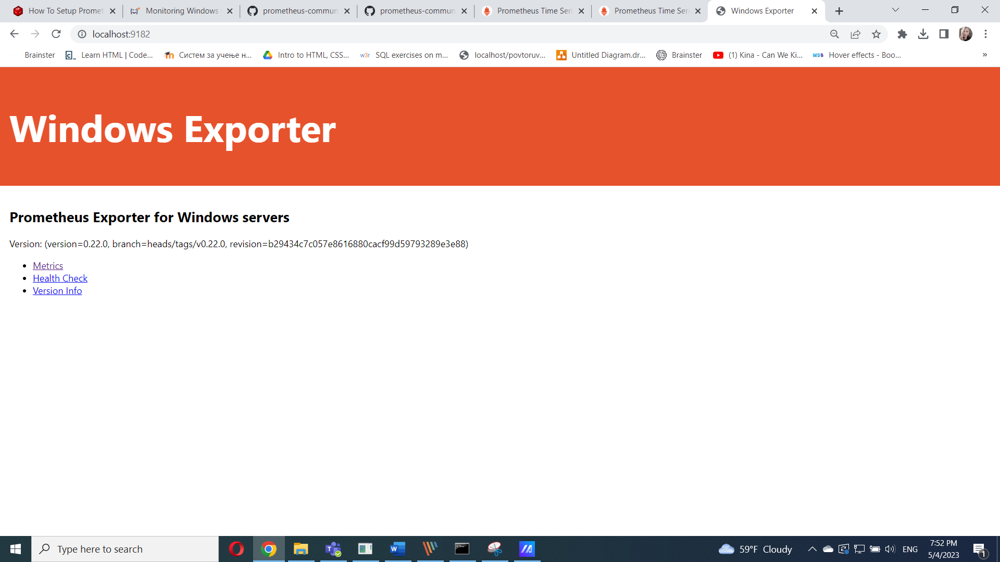 How To Setup Promet
Monitoring Windows
prometheus-commun
prometheus-commun
Prometheus Time Seri
Prometheus Time Seri
Windows Exporter
localhost:9182
Brainster
Learn HTML | Code...
Систем за учење н...
Intro to HTML, CSS...
w3r
SQL exercises on m...
localhost/povtoruv...
Untitled Diagram.dr...
Brainster
(1) Kina - Can We Ki...
MDB
Hover effects - Boo...
»
Windows Exporter
Prometheus Exporter for Windows servers
Version: (version=0.22.0, branch=heads/tags/v0.22.0, revision=b29434c7c057e8616880cacf99d59793289e3e88)
• Metrics
• Health Check
• Version Info
Type here to search
59°F Cloudy
ENG
7:52 PM
5/4/2023
1